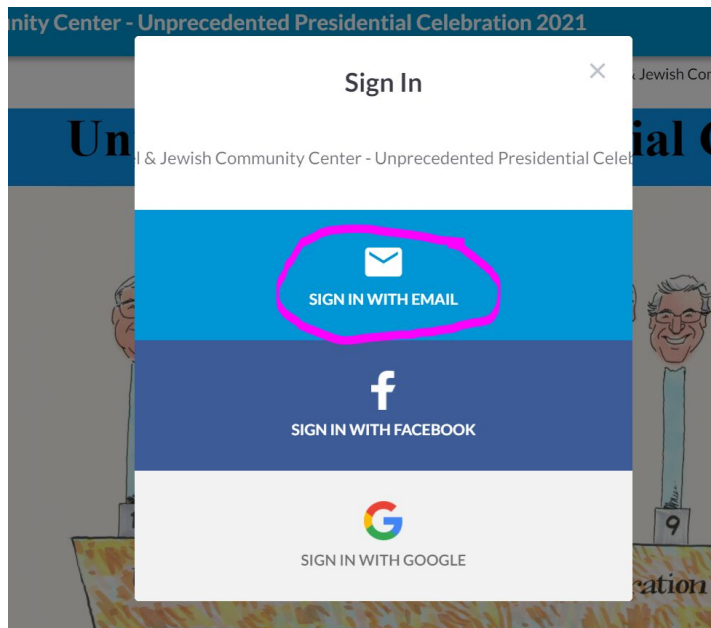 nity Center - Unprecedented Presidential Celebration 2021
Sign In
Jewish Cor
Un
ial
l & Jewish Community Center - Unprecedented Presidential Celeb
SIGN IN WITH EMAIL
f
SIGN IN WITH FACEBOOK
9
G
SIGN IN WITH GOOGLE
ration